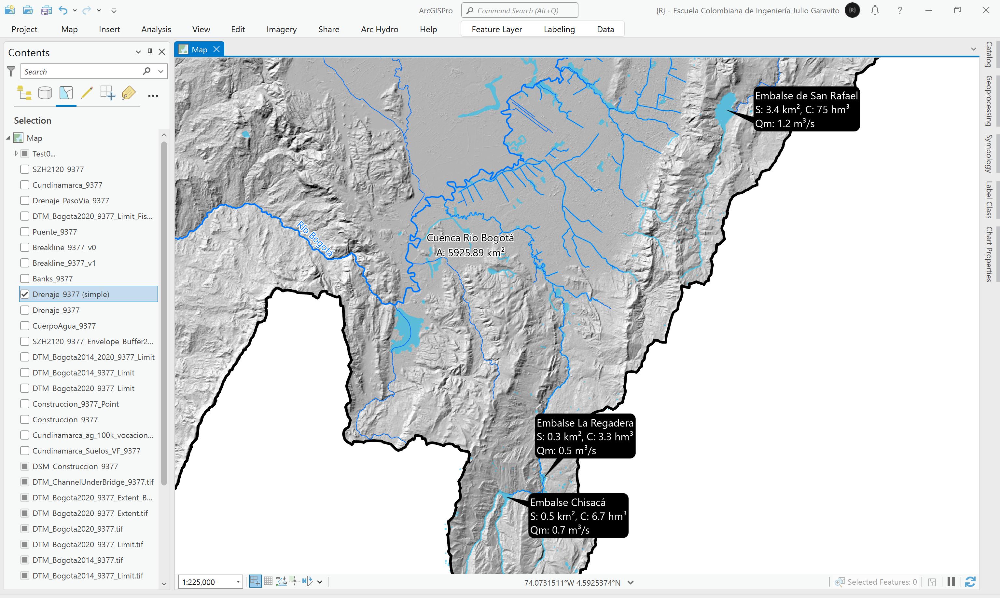 ArcGISPro
Command Search (Alt+Q)
{R} - Escuela Colombiana de Ingeniería Julio Garavito
{R}
?
Project Map Insert Analysis View Edit Imagery Share Arc Hydro Help Feature Layer Labeling Data
Contents
Search
Selection
Map
Test0...
SZH2120_9377
Cundinamarca_9377
Drenaje_PasoVia_9377
DTM_Bogota2020_9377_Limit_Fis...
Puente_9377
Breakline_9377_v0
Breakline_9377_v1
Banks_9377
Drenaje_9377 (simple)
Drenaje_9377
CuerpoAgua_9377
SZH2120_9377_Envelope_Buffer2...
DTM_Bogota2014_2020_9377_Limit
DTM_Bogota2014_9377_Limit
DTM_Bogota2020_9377_Limit
Construccion_9377_Point
Construccion_9377
Cundinamarca_ag_100k_vocacion...
Cundinamarca_Suelos_VF_9377
DSM_Construccion_9377
DTM_ChannelUnderBridge_9377.tif
DTM_Bogota2020_9377_Extent_B...
DTM_Bogota2020_9377_Extent.tif
DTM_Bogota2020_9377.tif
DTM_Bogota2020_9377_Limit.tif
DTM_Bogota2014_9377.tif
DTM_Bogota2014_9377_Limit.tif
Map
Embalse de San Rafael
S: 3.4 km², C: 75 hm³
Qm: 1.2 m³/s
Río Bogotá
Cuenca Río Bogotá
A: 5925.89 km²
Embalse La Regadera
S: 0.3 km², C: 3.3 hm³
Qm: 0.5 m³/s
Embalse Chisacá
S: 0.5 km², C: 6.7 hm³
Qm: 0.7 m³/s
1:225,000
N
74.0731511°W 4.5925374°N
Selected Features: 0
Catalog
Geoprocessing
Symbology
Label Class
Chart Properties